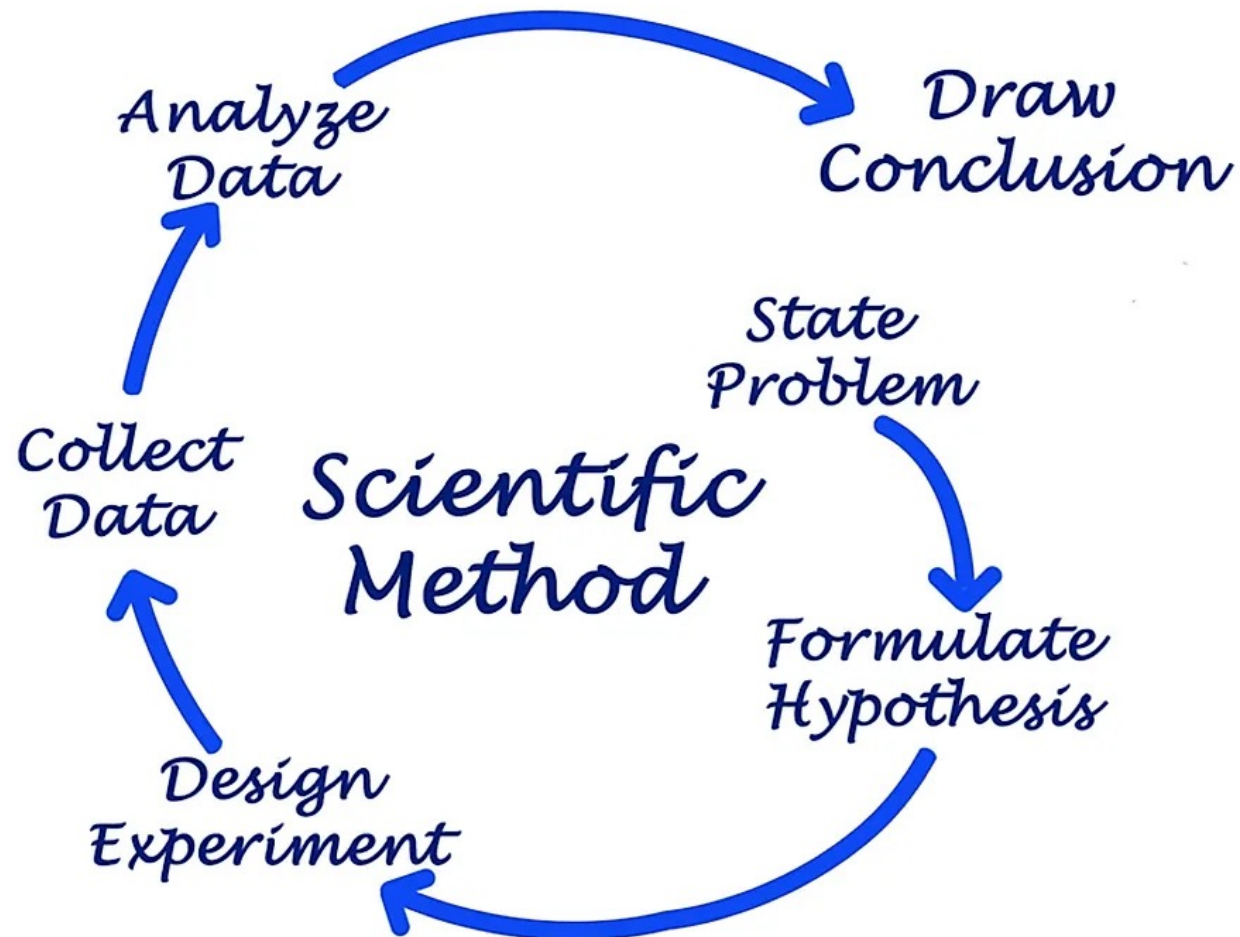 Analyze
Data
Draw
Conclusion
State
Problem
Collect
Data
Scientific
Method
Formulate
Hypothesis
Design
Experiment